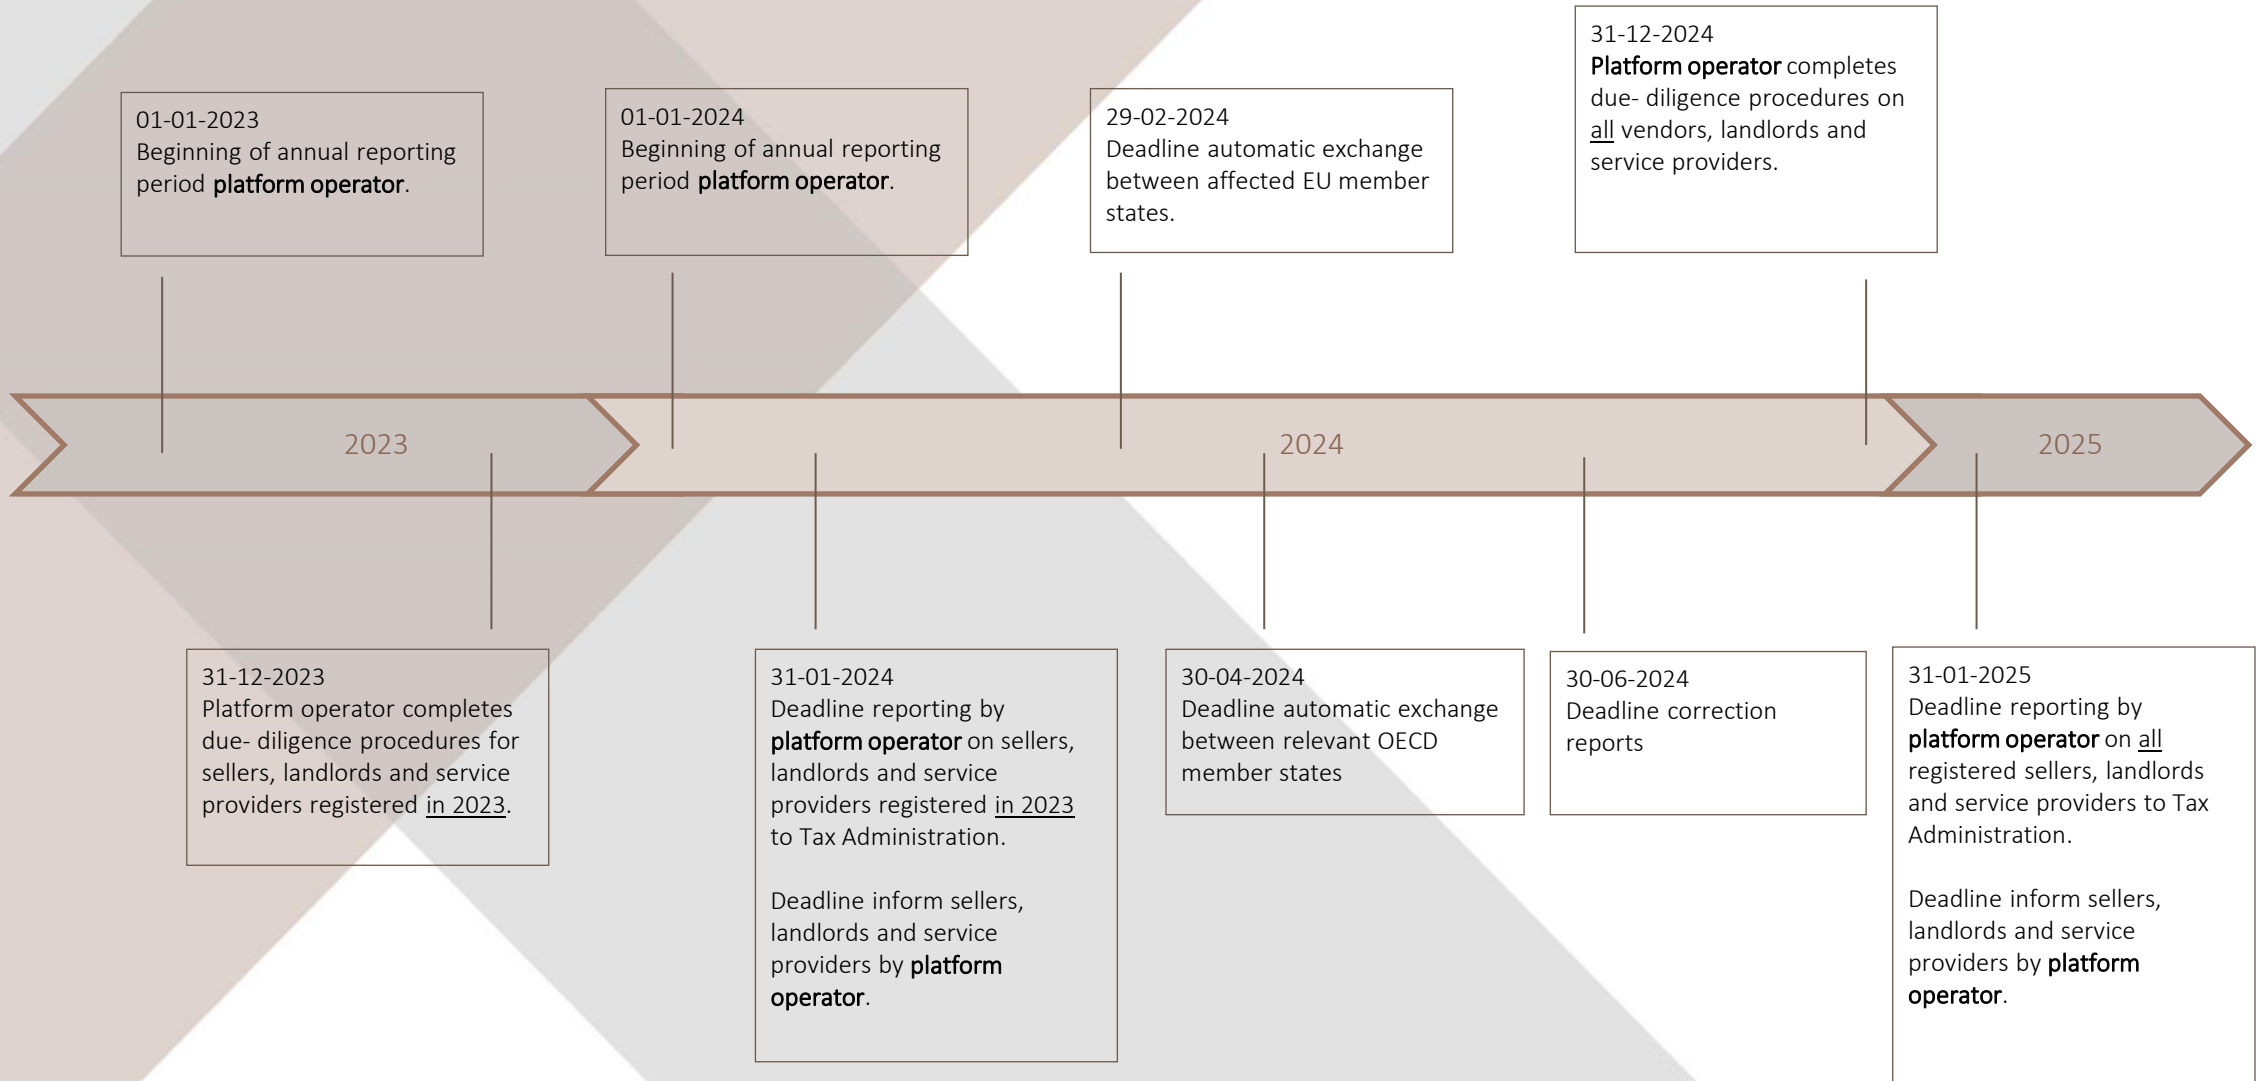 01-01-2023
Beginning of annual reporting
period platform operator.
01-01-2024
Beginning of annual reporting
period platform operator.
29-02-2024
Deadline automatic exchange
between affected EU member
states.
31-12-2024
Platform operator completes
due- diligence procedures on
all vendors, landlords and
service providers.
2023
2024
2025
31-12-2023
Platform operator completes
due- diligence procedures for
sellers, landlords and service
providers registered in 2023.
31-01-2024
Deadline reporting by
platform operator on sellers,
landlords and service
providers registered in 2023
to Tax Administration.
Deadline inform sellers,
landlords and service
providers by platform
operator.
30-04-2024
Deadline automatic exchange
between relevant OECD
member states
30-06-2024
Deadline correction
reports
31-01-2025
Deadline reporting by
platform operator on all
registered sellers, landlords
and service providers to Tax
Administration.
Deadline inform sellers,
landlords and service
providers by platform
operator.